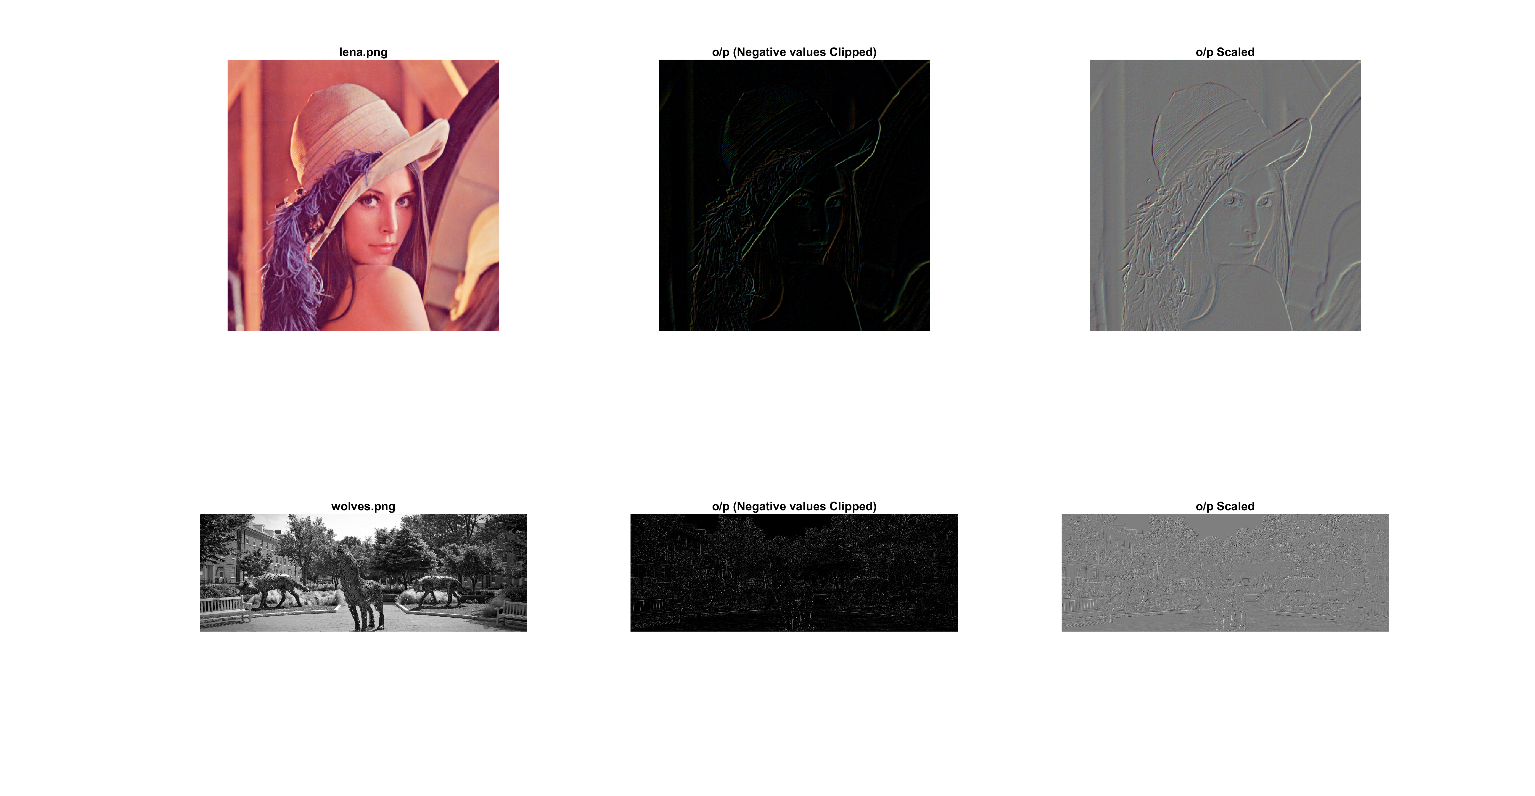 lena.png
o/p (Negative values Clipped)
o/p Scaled
wolves.png
o/p (Negative values Clipped)
o/p Scaled